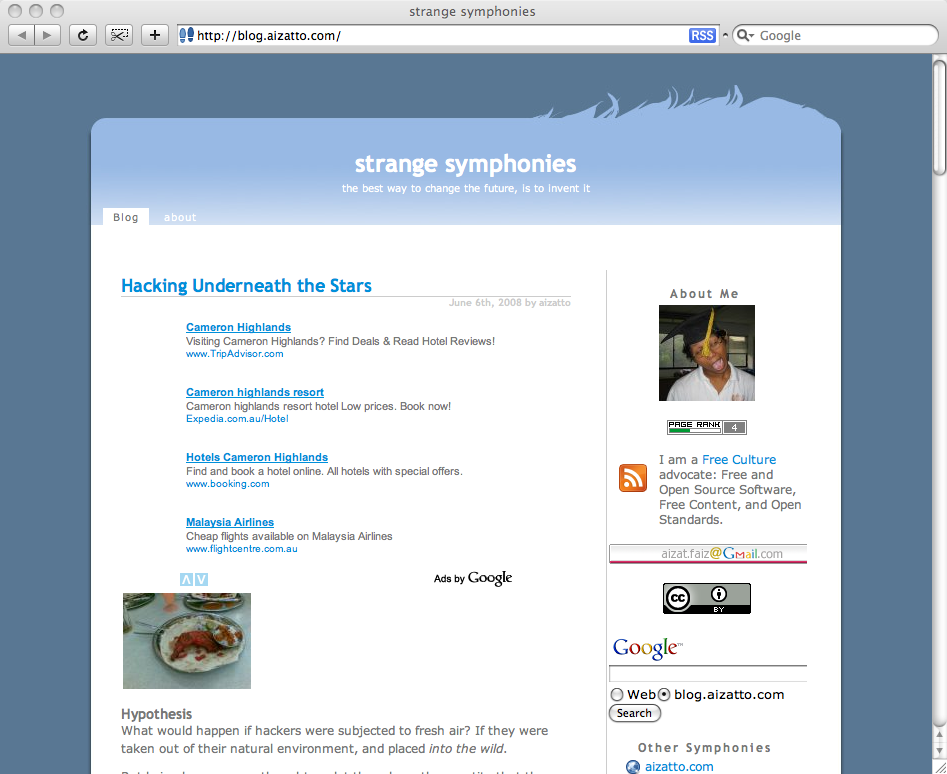 strange symphonies
http://blog.aizatto.com/
RSS
Google
strange symphonies
the best way to change the future, is to invent it
Blog
about
Hacking Underneath the Stars
June 6th, 2008 by aizatto
Cameron Highlands
Visiting Cameron Highlands? Find Deals & Read Hotel Reviews!
www.TripAdvisor.com
Cameron highlands resort
Cameron highlands resort hotel Low prices. Book now!
Expedia.com.au/Hotel
Hotels Cameron Highlands
Find and book a hotel online. All hotels with special offers.
www.booking.com
Malaysia Airlines
Cheap flights available on Malaysia Airlines
www.flightcentre.com.au
Ads by Google
Hypothesis
What would happen if hackers were subjected to fresh air? If they were
taken out of their natural environment, and placed into the wild.
About Me
PAGE RANK 4
I am a Free Culture
advocate: Free and
Open Source Software,
Free Content, and Open
Standards.
aizat.faiz@Gmail.com
cc
BY
Google™
Web blog.aizatto.com
Search
Other Symphonies
aizatto.com